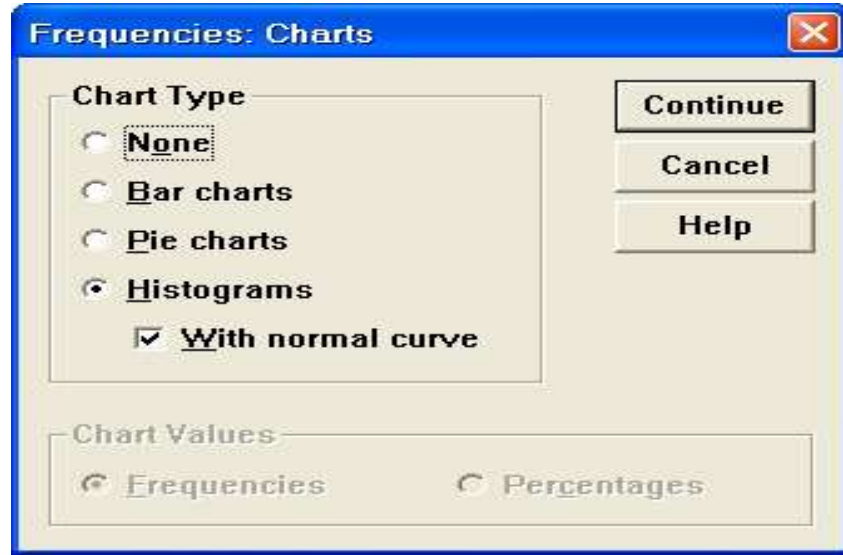 Frequencies: Charts
Chart Type
None
Bar charts
Pie charts
Histograms
With normal curve
Continue
Cancel
Help
Chart Values
Frequencies
Percentages